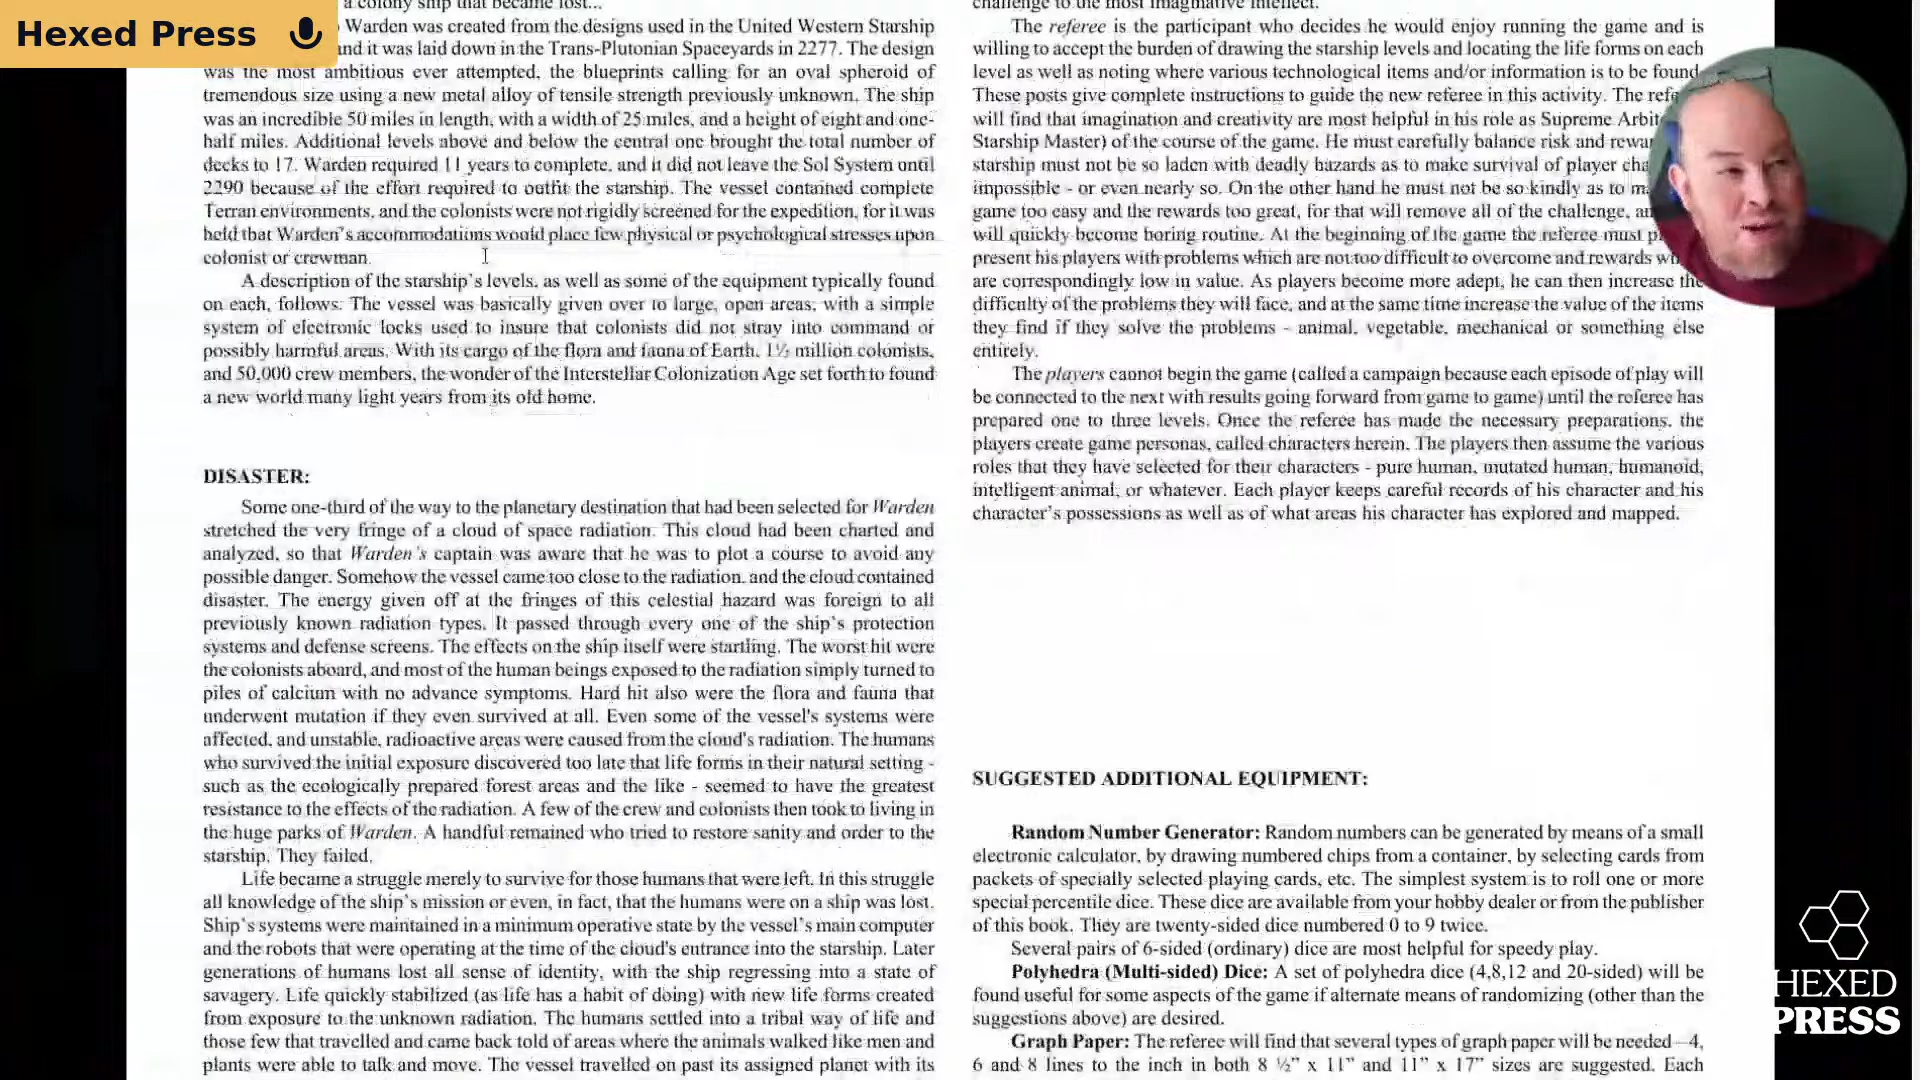 Hexed Press
a colony ship that became lost...
Warden was created from the designs used in the United Western Starship
and it was laid down in the Trans-Plutonian Spaceyards in 2277. The design
was the most ambitious ever attempted, the blueprints calling for an oval spheroid of
tremendous size using a new metal alloy of tensile strength previously unknown. The ship
was an incredible 50 miles in length, with a width of 25 miles, and a height of eight and one-
half miles. Additional levels above and below the central one brought the total number of
decks to 17. Warden required 11 years to complete, and it did not leave the Sol System until
2290 because of the effort required to outfit the starship. The vessel contained complete
Terran environments, and the colonists were not rigidly screened for the expedition, for it was
held that Warden's accommodations would place few physical or psychological stresses upon
colonist or crewman.
A description of the starship's levels, as well as some of the equipment typically found
on each, follows: The vessel was basically given over to large, open areas, with a simple
system of electronic locks used to insure that colonists did not stray into command or
possibly harmful areas. With its cargo of the flora and fauna of Earth, 1½ million colonists,
and 50,000 crew members, the wonder of the Interstellar Colonization Age set forth to found
a new world many light years from its old home.
DISASTER:
Some one-third of the way to the planetary destination that had been selected for Warden
stretched the very fringe of a cloud of space radiation. This cloud had been charted and
analyzed, so that Warden's captain was aware that he was to plot a course to avoid any
possible danger. Somehow the vessel came too close to the radiation, and the cloud contained
disaster. The energy given off at the fringes of this celestial hazard was foreign to all
previously known radiation types. It passed through every one of the ship's protection
systems and defense screens. The effects on the ship itself were startling. The worst hit were
the colonists aboard, and most of the human beings exposed to the radiation simply turned to
piles of calcium with no advance symptoms. Hard hit also were the flora and fauna that
underwent mutation if they even survived at all. Even some of the vessel's systems were
affected, and unstable, radioactive areas were caused from the cloud's radiation. The humans
who survived the initial exposure discovered too late that life forms in their natural setting -
such as the ecologically prepared forest areas and the like - seemed to have the greatest
resistance to the effects of the radiation. A few of the crew and colonists then took to living in
the huge parks of Warden. A handful remained who tried to restore sanity and order to the
starship. They failed.
Life became a struggle merely to survive for those humans that were left. In this struggle
all knowledge of the ship's mission or even, in fact, that the humans were on a ship was lost.
Ship's systems were maintained in a minimum operative state by the vessel's main computer
and the robots that were operating at the time of the cloud's entrance into the starship. Later
generations of humans lost all sense of identity, with the ship regressing into a state of
savagery. Life quickly stabilized (as life has a habit of doing) with new life forms created
from exposure to the unknown radiation. The humans settled into a tribal way of life and
those few that travelled and came back told of areas where the animals walked like men and
plants were able to talk and move. The vessel travelled on past its assigned planet with its
challenge to the most imaginative intellect.
The referee is the participant who decides he would enjoy running the game and is
willing to accept the burden of drawing the starship levels and locating the life forms on each
level as well as noting where various technological items and/or information is to be found.
These posts give complete instructions to guide the new referee in this activity. The
will find that imagination and creativity are most helpful in his role as Supreme
Starship Master) of the course of the game. He must carefully balance risk and
starship must not be so laden with deadly hazards as to make survival of player
impossible - or even nearly so. On the other hand he must not be so kindly as to
game too easy and the rewards too great, for that will remove all of the challenge,
will quickly become boring routine. At the beginning of the game the referee must
present his players with problems which are not too difficult to overcome and rewards
are correspondingly low in value. As players become more adept, he can then increase the
difficulty of the problems they will face, and at the same time increase the value of the items
they find if they solve the problems - animal, vegetable, mechanical or something else
entirely.
The players cannot begin the game (called a campaign because each episode of play will
be connected to the next with results going forward from game to game) until the referee has
prepared one to three levels. Once the referee has made the necessary preparations, the
players create game personas, called characters herein. The players then assume the various
roles that they have selected for their characters - pure human, mutated human, humanoid,
intelligent animal, or whatever. Each player keeps careful records of his character and his
character's possessions as well as of what areas his character has explored and mapped.
SUGGESTED ADDITIONAL EQUIPMENT:
Random Number Generator: Random numbers can be generated by means of a small
electronic calculator, by drawing numbered chips from a container, by selecting cards from
packets of specially selected playing cards, etc. The simplest system is to roll one or more
special percentile dice. These dice are available from your hobby dealer or from the publisher
of this book. They are twenty-sided dice numbered 0 to 9 twice.
Several pairs of 6-sided (ordinary) dice are most helpful for speedy play.
Polyhedra (Multi-sided) Dice: A set of polyhedra dice (4,8,12 and 20-sided) will be
found useful for some aspects of the game if alternate means of randomizing (other than the
suggestions above) are desired.
Graph Paper: The referee will find that several types of graph paper will be needed—4,
6 and 8 lines to the inch in both 8 ½” x 11” and 11” x 17” sizes are suggested. Each
HEXED
PRESS